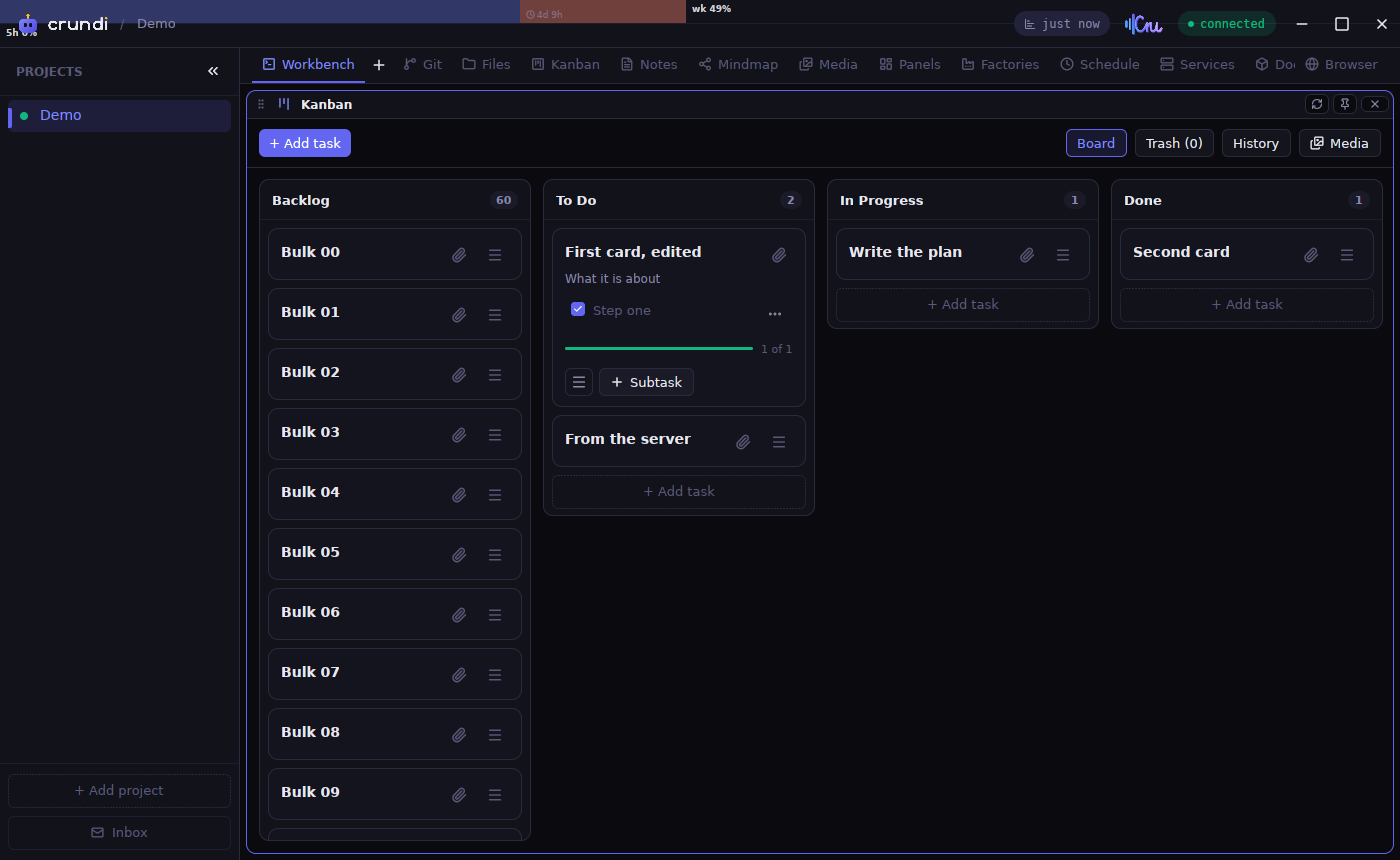 5h 0%
crundi / Demo
4d 9h
wk 49%
just now
Cru
connected
PROJECTS
Demo
+ Add project
Inbox
Workbench
Git
Files
Kanban
Notes
Mindmap
Media
Panels
Factories
Schedule
Services
Doc
Browser
Kanban
+ Add task
Board
Trash (0)
History
Media
Backlog 60
Bulk 00
Bulk 01
Bulk 02
Bulk 03
Bulk 04
Bulk 05
Bulk 06
Bulk 07
Bulk 08
Bulk 09
To Do 2
First card, edited
What it is about
Step one
1 of 1
+ Subtask
From the server
+ Add task
In Progress 1
Write the plan
+ Add task
Done 1
Second card
+ Add task